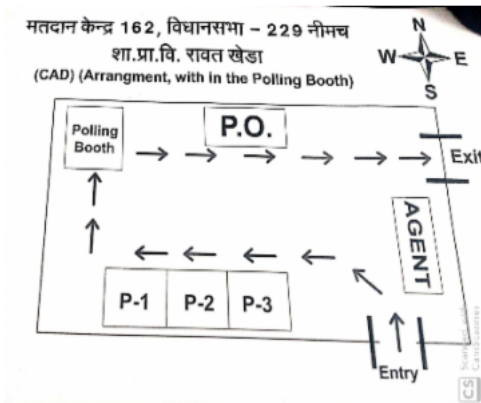 मतदान केन्द्र 162, विधानसभा – 229 नीमच
शा.प्रा.वि. रावत खेडा
(CAD) (Arrangment, with in the Polling Booth)
N
W E
S
Polling
Booth
P.O.
Exit
AGENT
P-1 P-2 P-3
Entry
CS